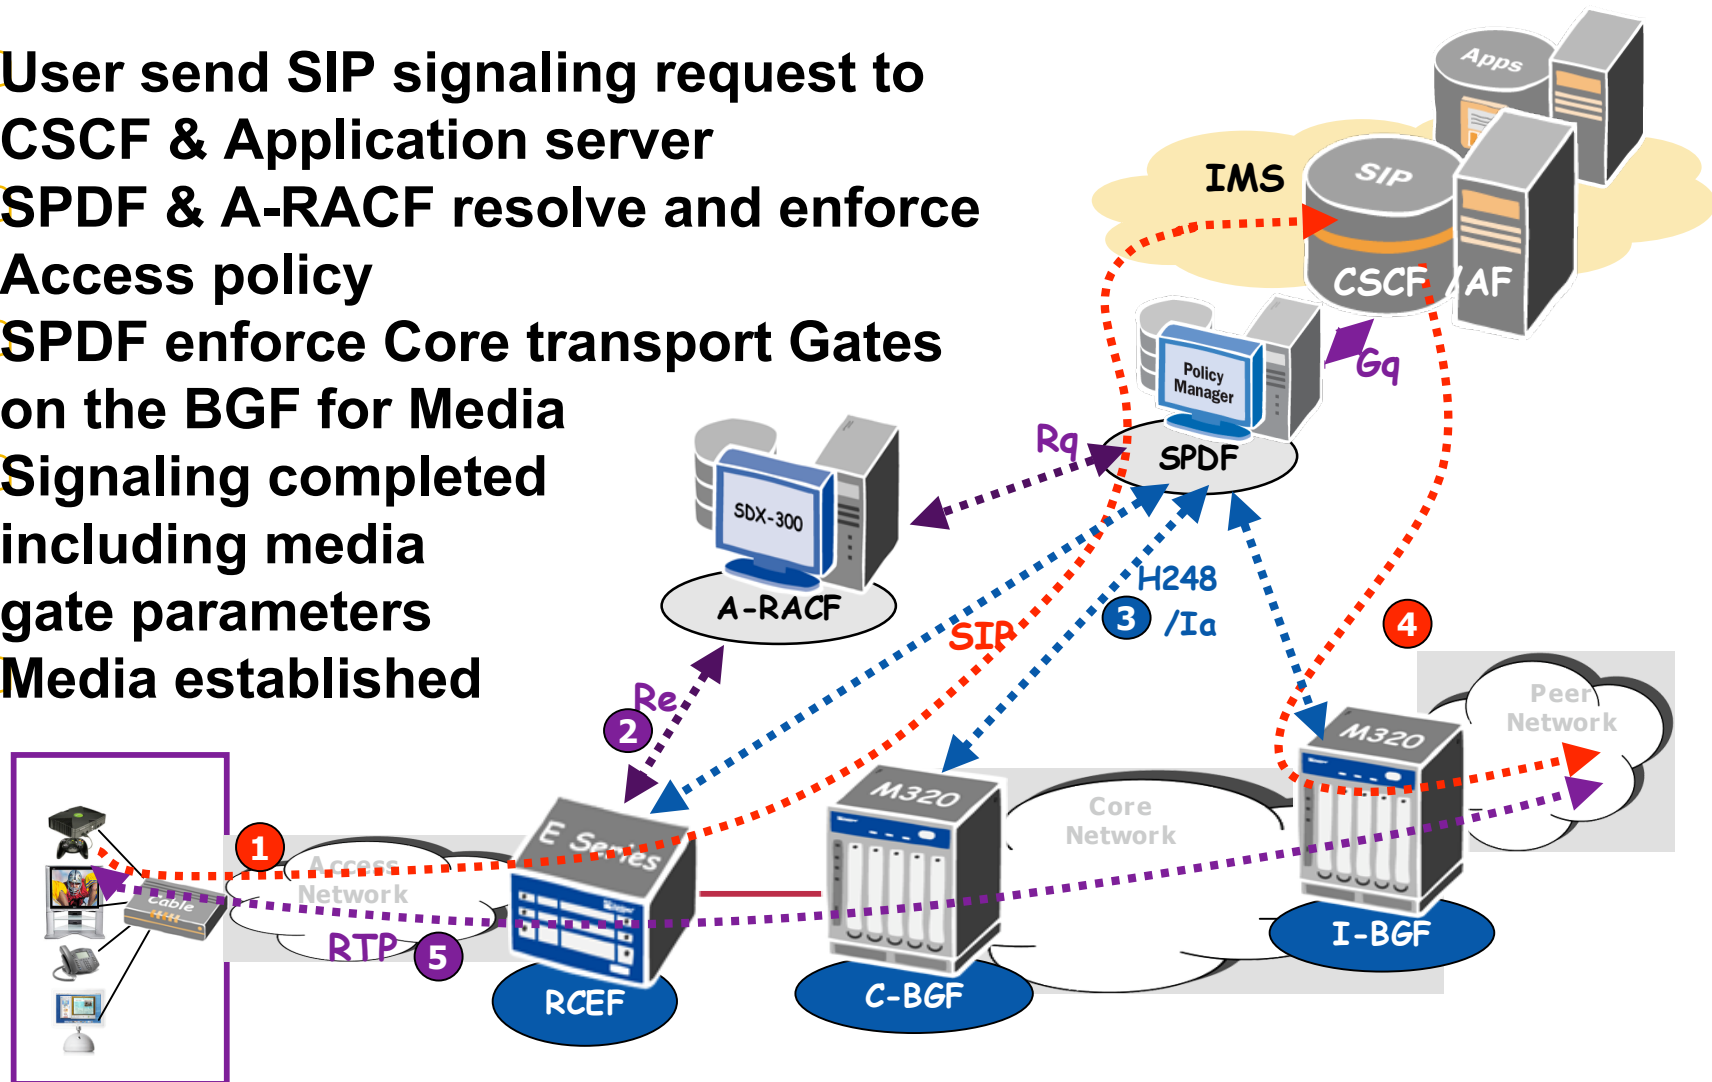 User send SIP signaling request to
CSCF & Application server
SPDF & A-RACF resolve and enforce
Access policy
SPDF enforce Core transport Gates
on the BGF for Media
Signaling completed
including media
gate parameters
Media established
Apps
IMS
SIP
CSCF /AF
Gq
Policy
Manager
SPDF
Rq
SDX-300
A-RACF
H248
/Ia
3
SIP
4
Re
2
Peer
Network
M320
M320
Core
Network
E Series
1
Access
Network
Cable
RTP
5
I-BGF
RCEF
C-BGF